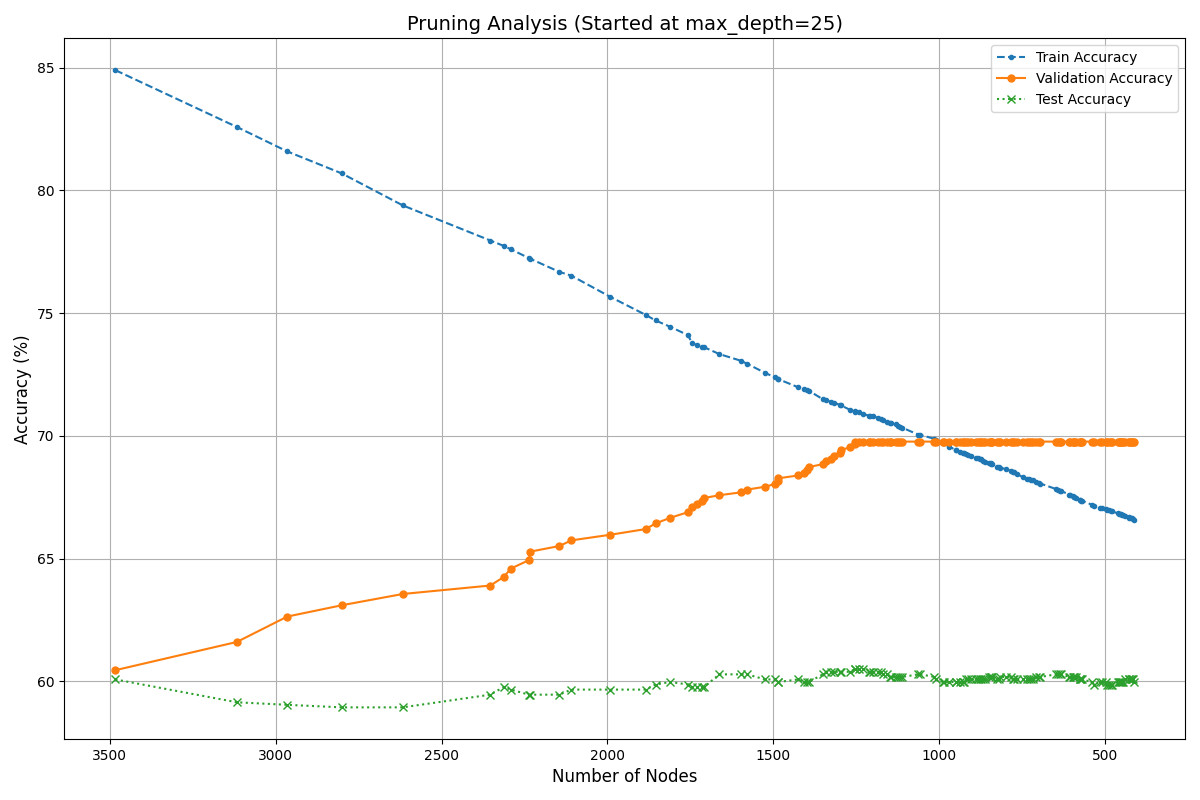 Pruning Analysis (Started at max_depth=25)
Train Accuracy
Validation Accuracy
Test Accuracy
Accuracy (%)
85
80
75
70
65
60
3500
3000
2500
2000
1500
1000
500
Number of Nodes